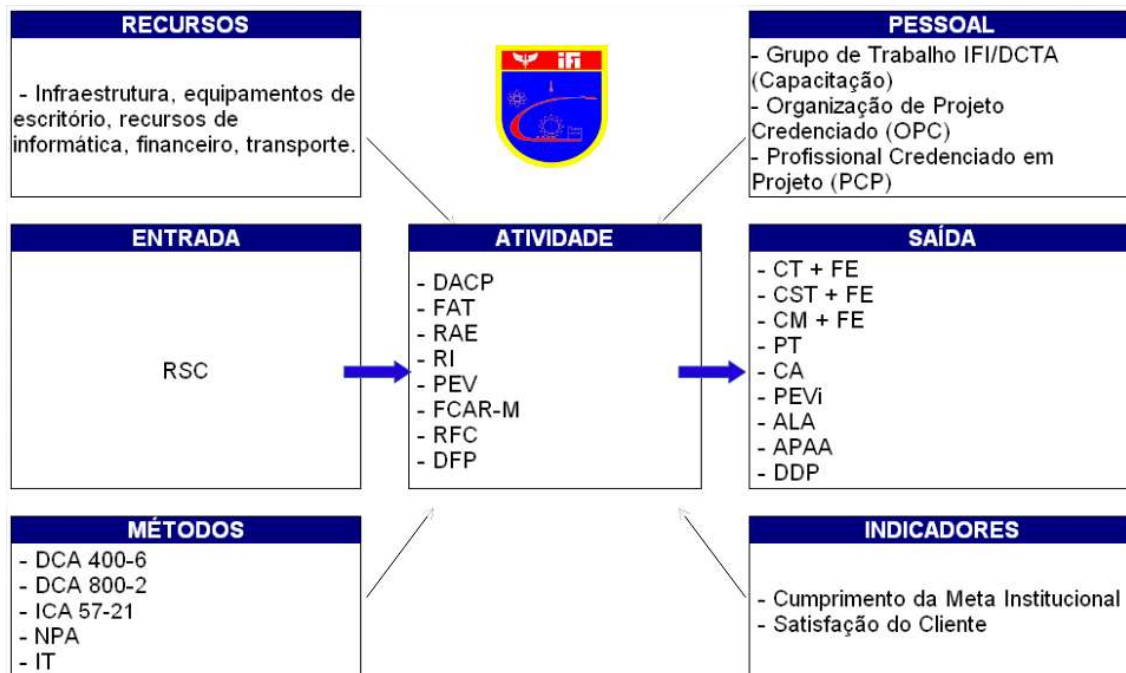 RECURSOS
- Infraestrutura, equipamentos de
escritório, recursos de
informática, financeiro, transporte.
iFi
PESSOAL
- Grupo de Trabalho IFI/DCTA
(Capacitação)
- Organização de Projeto
Credenciado (OPC)
- Profissional Credenciado em
Projeto (PCP)
ENTRADA
RSC
ATIVIDADE
- DACP
- FAT
- RAE
- RI
- PEV
- FCAR-M
- RFC
- DFP
SAÍDA
- CT + FE
- CST + FE
- CM + FE
- PT
- CA
- PEVi
- ALA
- APAA
- DDP
MÉTODOS
- DCA 400-6
- DCA 800-2
- ICA 57-21
- NPA
- IT
INDICADORES
- Cumprimento da Meta Institucional
- Satisfação do Cliente